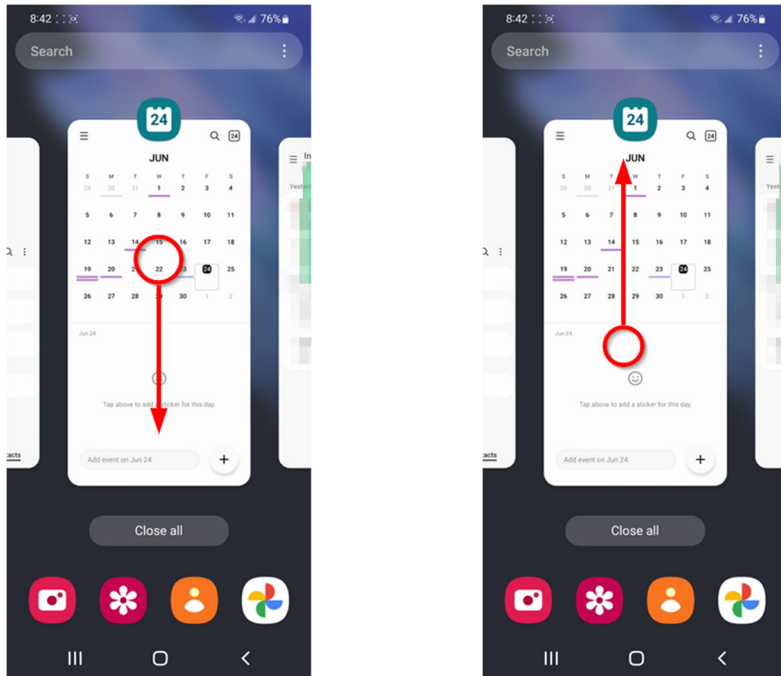 8:42 76%
Search
24
24
JUN
S M T W T F S
29 30 31 1 2 3 4
5 6 7 8 9 10 11
12 13 14 15 16 17 18
19 20 22 23 24 25
26 27 28 29 30 1 2
Jun 24
Tap above to add a sticker for this day.
Add event on Jun 24
Close all
In
8:42 76%
Search
24
24
JUN
S M T W T F S
29 30 31 1 2 3 4
5 6 7 8 9 10 11
12 13 14 15 16 17 18
19 20 21 22 23 24 25
26 27 28 29 30 1 2
Jun 24
Tap above to add a sticker for this day.
Add event on Jun 24
Close all